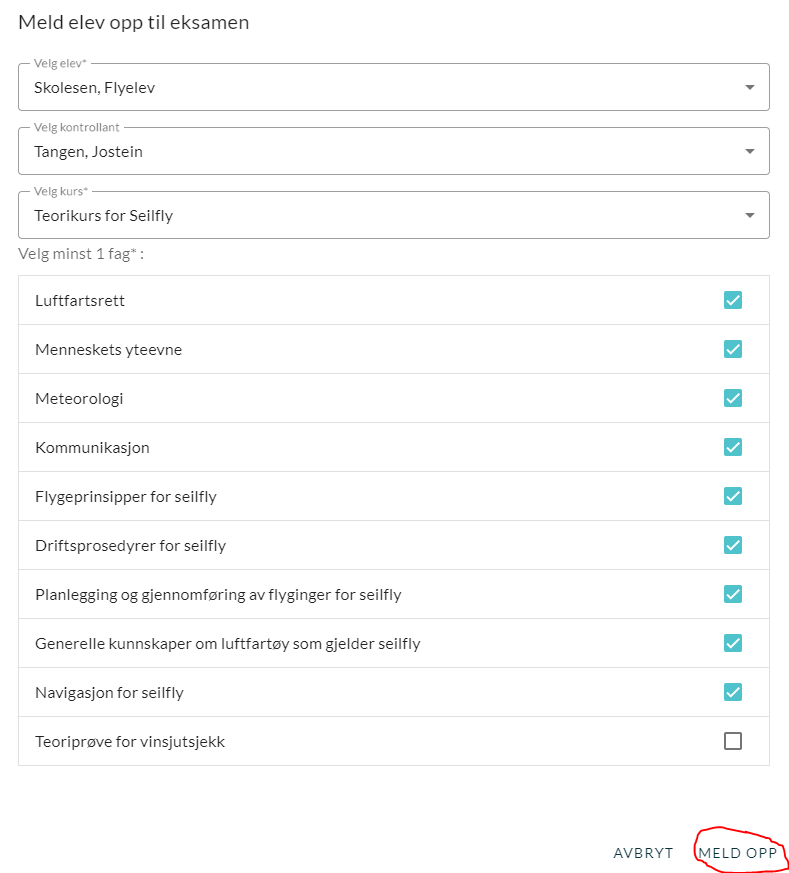 Meld elev opp til eksamen
Velg elev*
Skolesen, Flyelev
Velg kontrollant
Tangen, Jostein
Velg kurs*
Teorikurs for Seilfly
Velg minst 1 fag* :
Luftfartsrett
Menneskets yteevne
Meteorologi
Kommunikasjon
Flygeprinsipper for seilfly
Driftsprosedyrer for seilfly
Planlegging og gjennomføring av flyginger for seilfly
Generelle kunnskaper om luftfartøy som gjelder seilfly
Navigasjon for seilfly
Teoriprøve for vinsjutsjekk
AVBRYT MELD OPP